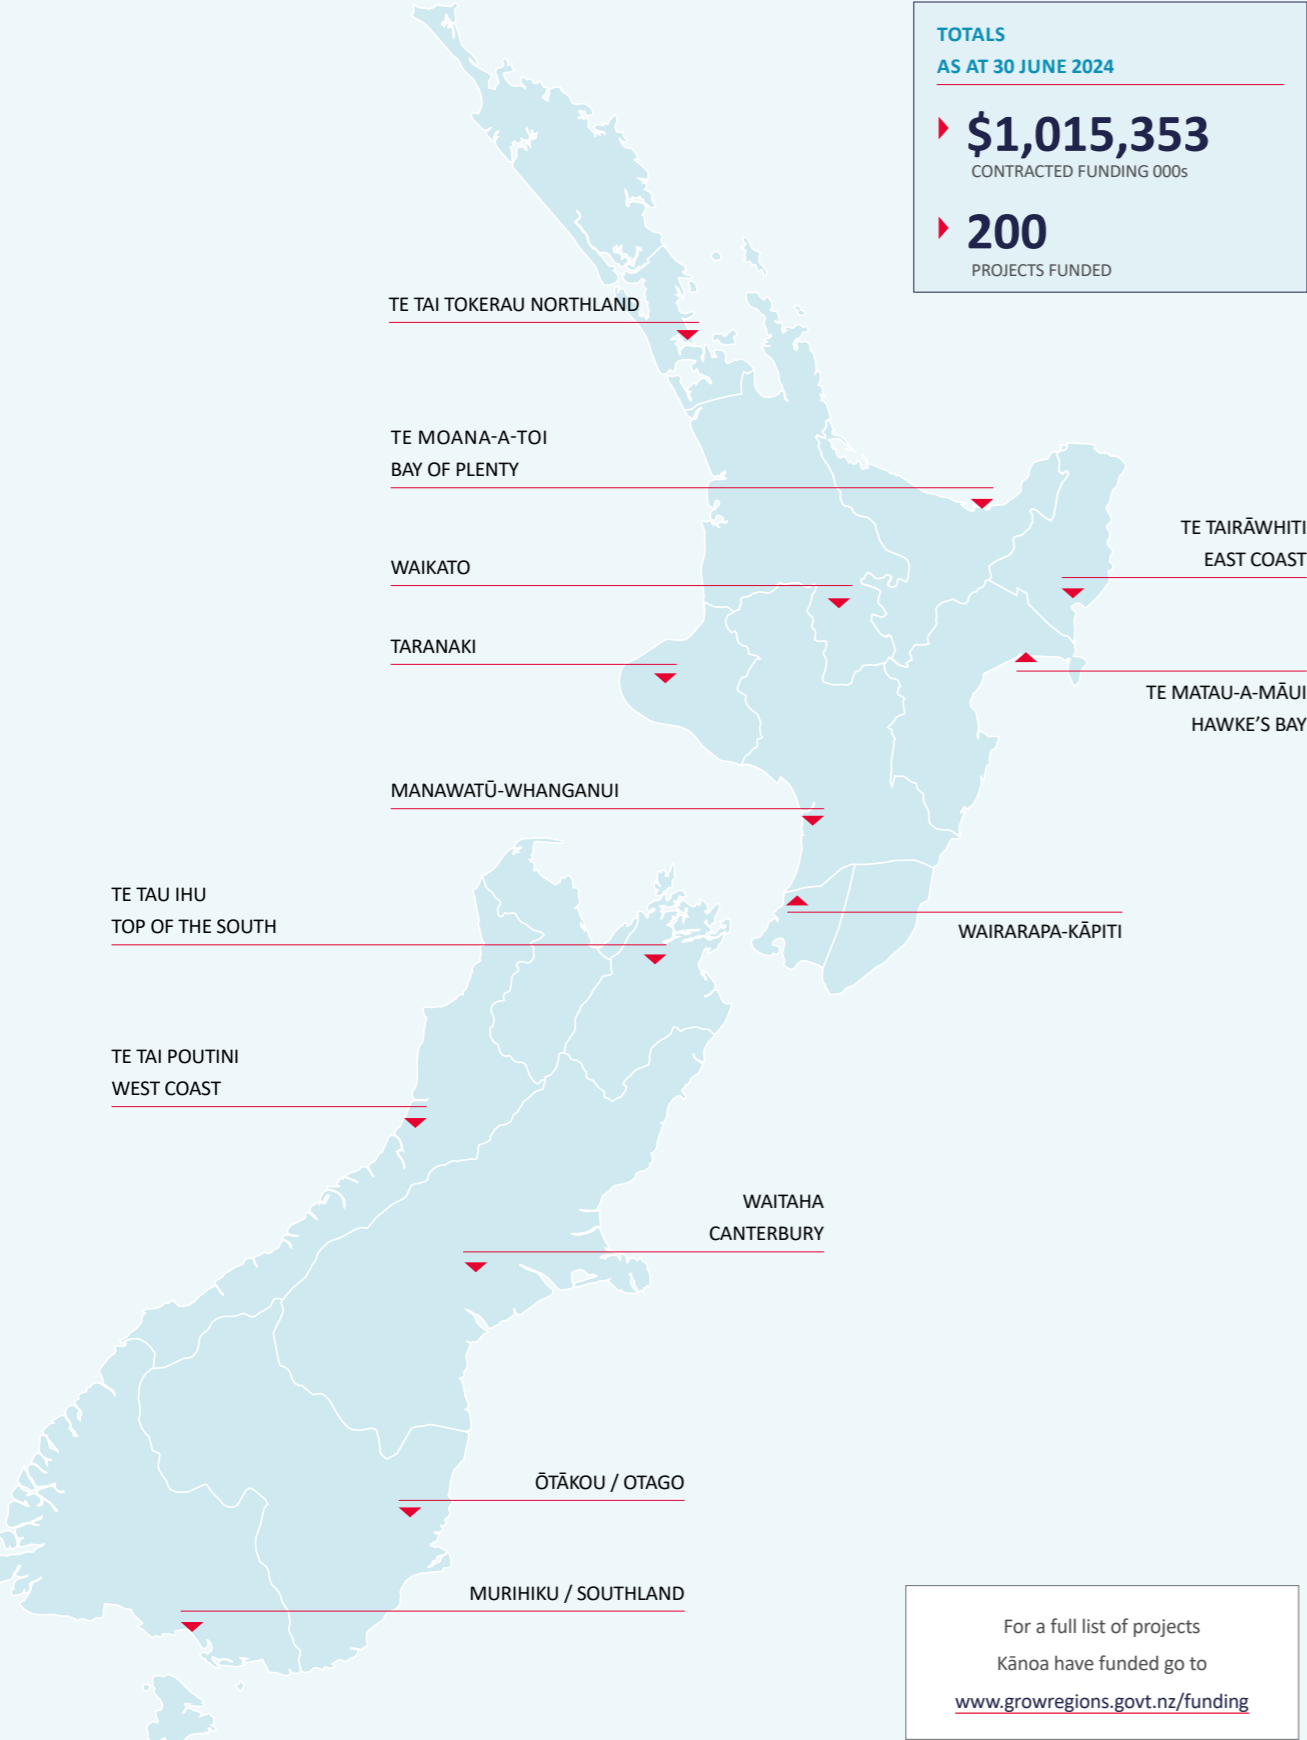 TOTALS
AS AT 30 JUNE 2024
$1,015,353
CONTRACTED FUNDING 000s
200
PROJECTS FUNDED
TE TAI TOKERAU NORTHLAND
TE MOANA-A-TOI
BAY OF PLENTY
TE TAIRĀWHITI
EAST COAST
WAIKATO
TARANAKI
TE MATAU-A-MĀUI
HAWKE’S BAY
MANAWATŪ-WHANGANUI
TE TAU IHU
TOP OF THE SOUTH
WAIRARAPA-KĀPITI
TE TAI POUTINI
WEST COAST
WAITAHA
CANTERBURY
ŌTĀKOU / OTAGO
MURIHIKU / SOUTHLAND
For a full list of projects
Kānoa have funded go to
www.growregions.govt.nz/funding